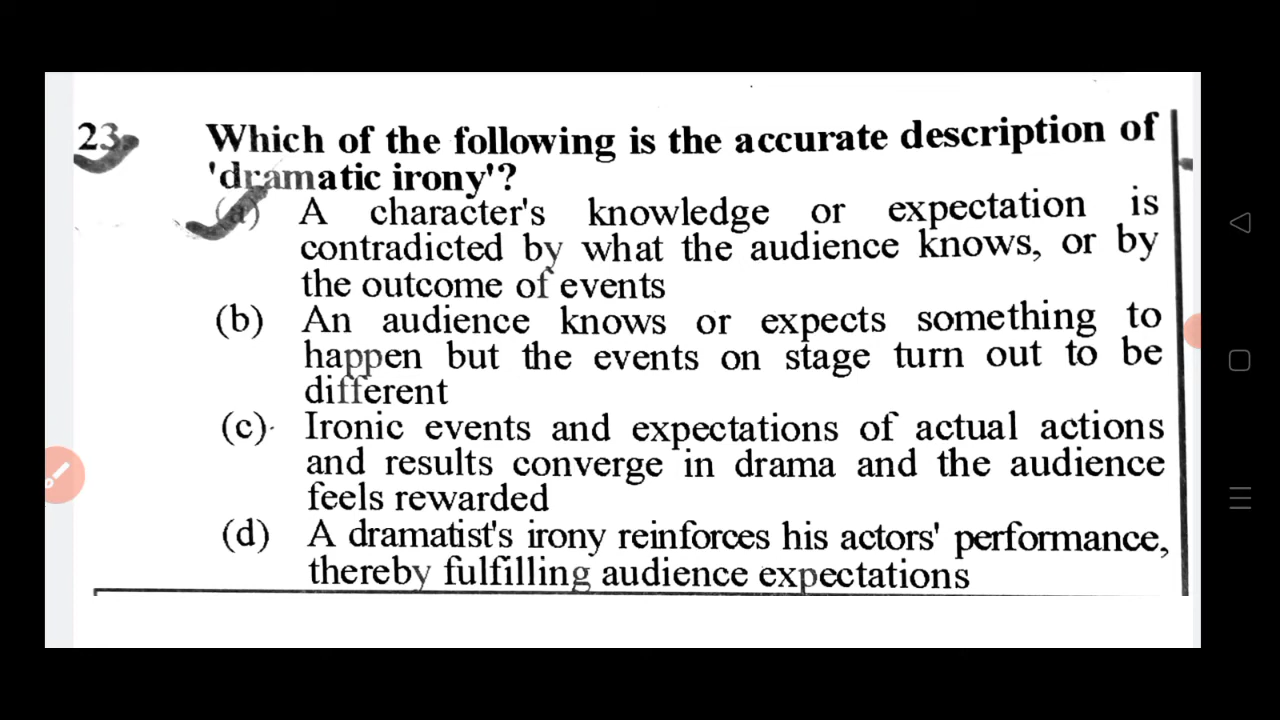 23. Which of the following is the accurate description of
'dramatic irony'?
(a) A character's knowledge or expectation is
contradicted by what the audience knows, or by
the outcome of events
(b) An audience knows or expects something to
happen but the events on stage turn out to be
different
(c) Ironic events and expectations of actual actions
and results converge in drama and the audience
feels rewarded
(d) A dramatist's irony reinforces his actors' performance,
thereby fulfilling audience expectations